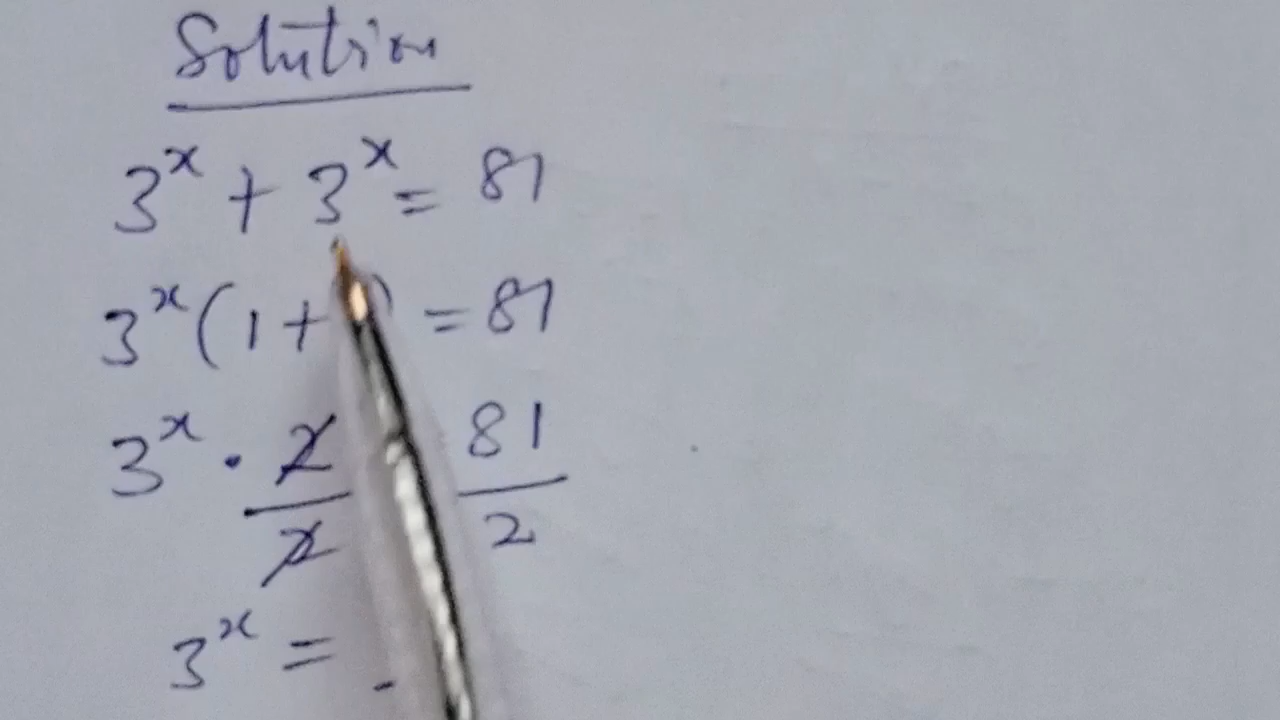 Solution
3^x + 3^x = 81
3^x (1 + ) = 81
3^x · 2/2 81/2
3^x =